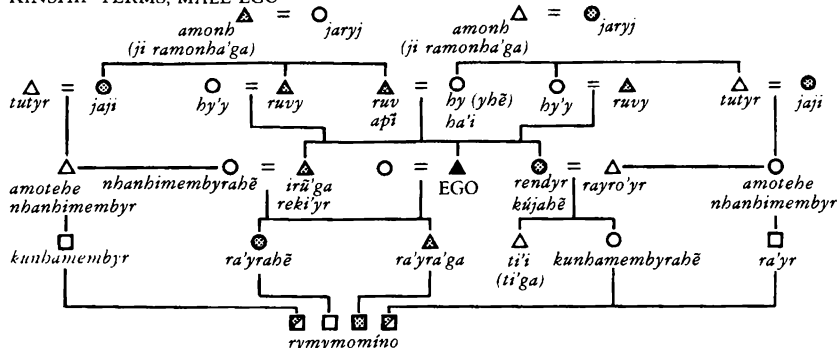 KINSHIP TERMS, MALE EGO
amonh = jaryj
(ji ramonha'ga)
amonh = jaryj
(ji ramonha'ga)
tutyr = jaji hy'y = ruvy ruv = hy (yhẽ) hy'y = ruvy tutyr = jaji
apĩ ha'i
amotehe nhanhimembyrahẽ = irũ'ga = EGO rendyr = rayro'yr amotehe
nhanhimembyr reki'yr kújahẽ nhanhimembyr
kunhamembyr ra'yrahẽ ra'yra'ga ti'i kunhamembyrahẽ ra'yr
(ti'ga)
rymymomíno